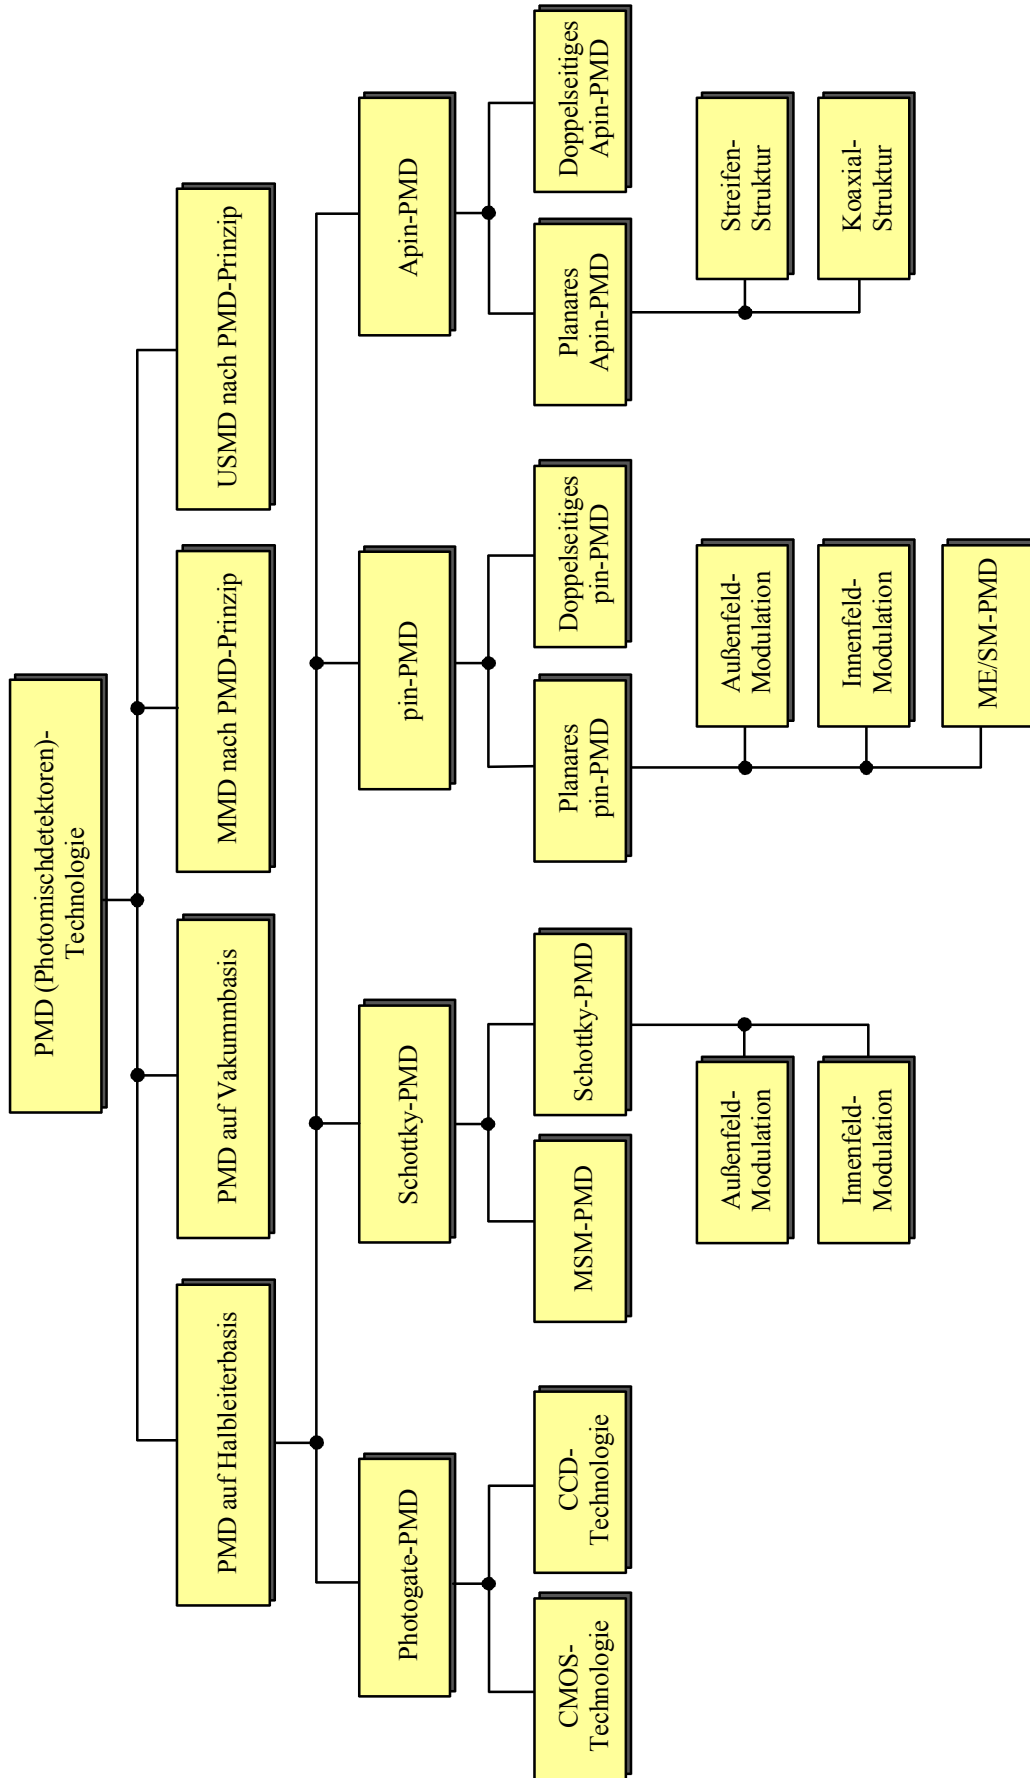 PMD (Photomischdetektoren)-
Technologie
PMD auf Halbleiterbasis
PMD auf Vakummbasis
MMD nach PMD-Prinzip
USMD nach PMD-Prinzip
Photogate-PMD
Schottky-PMD
pin-PMD
Apin-PMD
CMOS-
Technologie
CCD-
Technologie
MSM-PMD
Schottky-PMD
Planares
pin-PMD
Doppelseitiges
pin-PMD
Planares
Apin-PMD
Doppelseitiges
Apin-PMD
Außenfeld-
Modulation
Innenfeld-
Modulation
Außenfeld-
Modulation
Innenfeld-
Modulation
ME/SM-PMD
Streifen-
Struktur
Koaxial-
Struktur